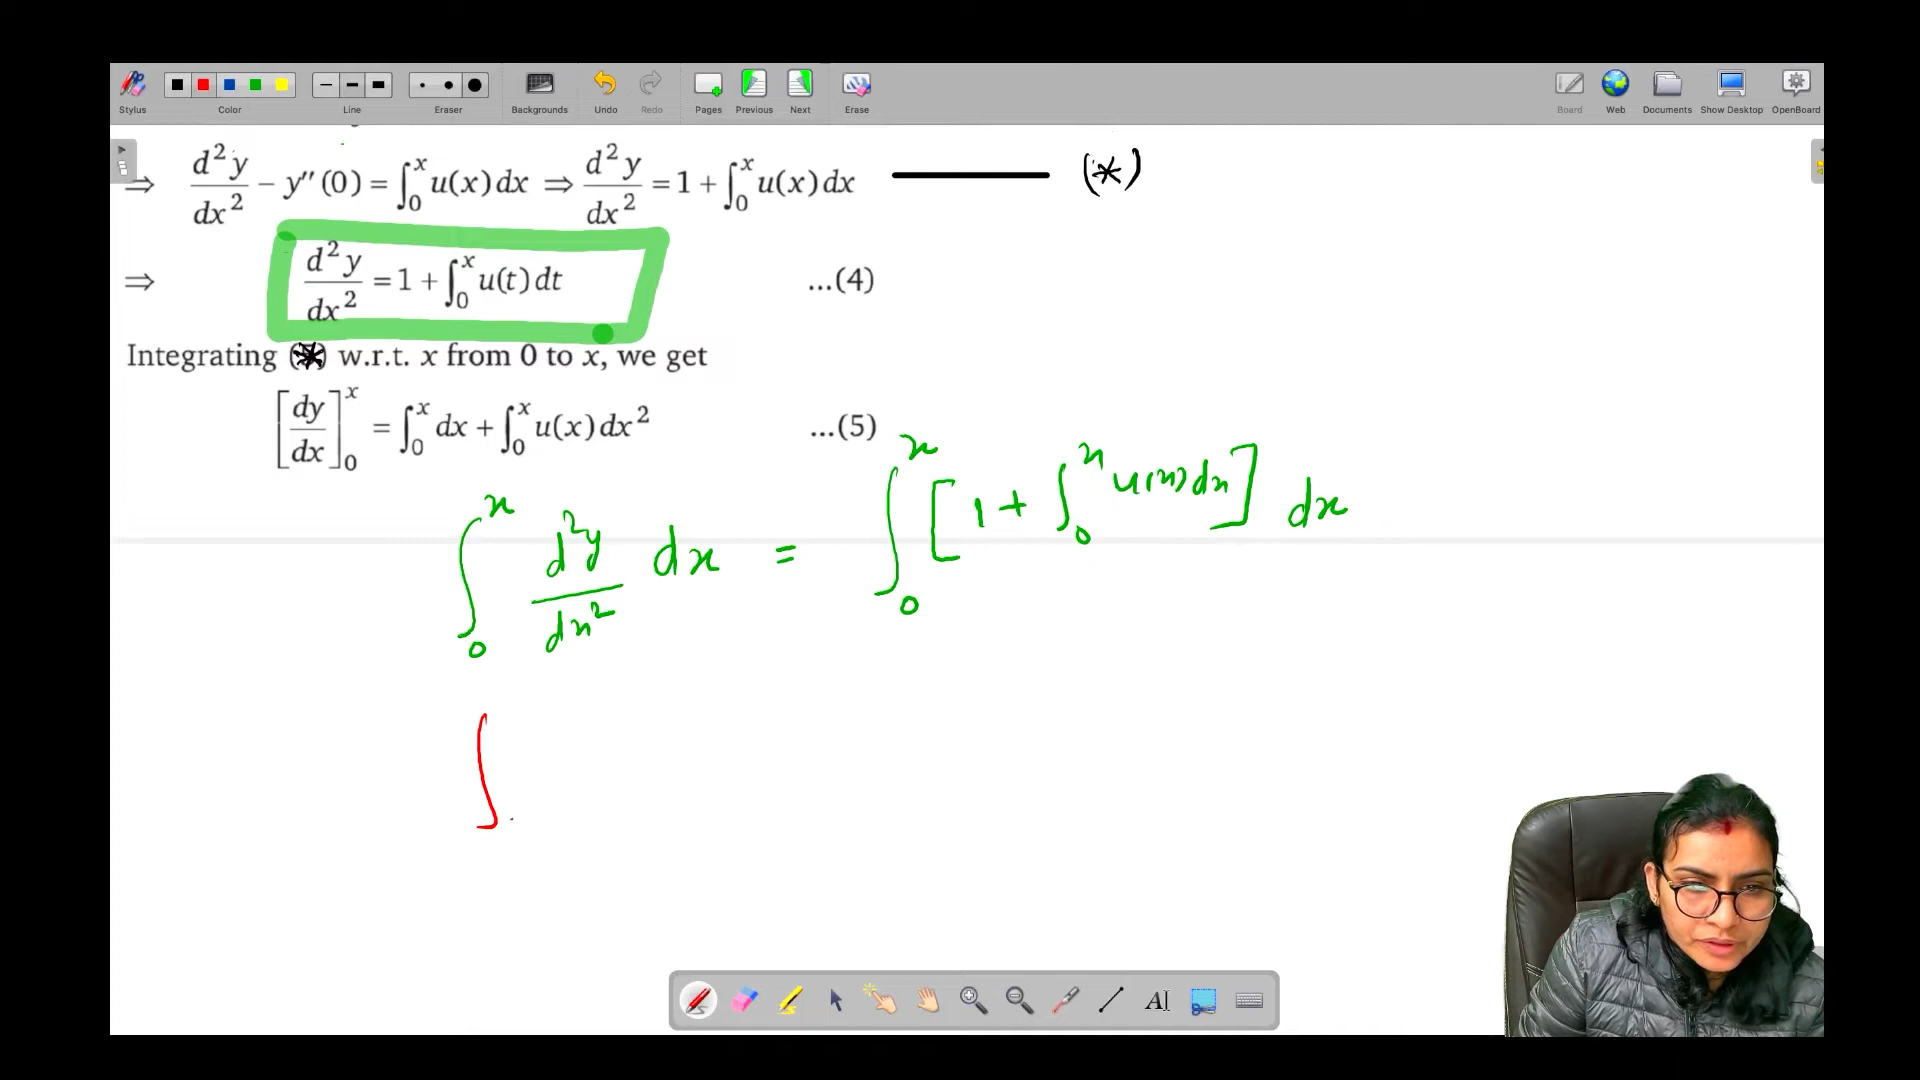 Stylus Color Line Eraser Backgrounds Undo Redo Pages Previous Next Erase Board Web Documents Show Desktop OpenBoard
⇒ d²y/dx² − y″(0) = ∫₀ˣ u(x) dx ⇒ d²y/dx² = 1 + ∫₀ˣ u(x) dx —— (*)
⇒ d²y/dx² = 1 + ∫₀ˣ u(t) dt ...(4)
Integrating (*) w.r.t. x from 0 to x, we get
[dy/dx]₀ˣ = ∫₀ˣ dx + ∫₀ˣ u(x) dx² ...(5)
∫₀ˣ d²y/dx² dx = ∫₀ˣ [1 + ∫₀ˣ u(x) dx] dx
∫